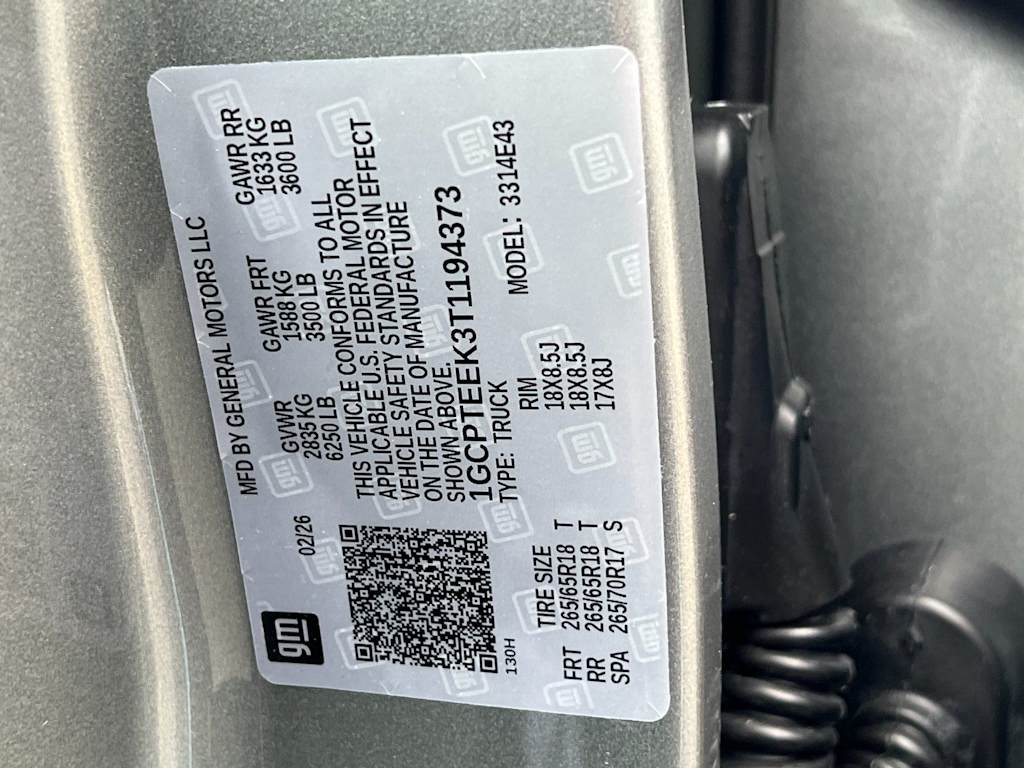 gm
02/26
MFD BY GENERAL MOTORS LLC
GVWR GAWR FRT GAWR RR
2835 KG 1588 KG 1633 KG
6250 LB 3500 LB 3600 LB
THIS VEHICLE CONFORMS TO ALL
APPLICABLE U.S. FEDERAL MOTOR
VEHICLE SAFETY STANDARDS IN EFFECT
ON THE DATE OF MANUFACTURE
SHOWN ABOVE.
1GCPTEEK3T1194373
TYPE: TRUCK MODEL: 3314E43
130H
TIRE SIZE RIM
FRT 265/65R18 T 18X8.5J
RR 265/65R18 T 18X8.5J
SPA 265/70R17 S 17X8J